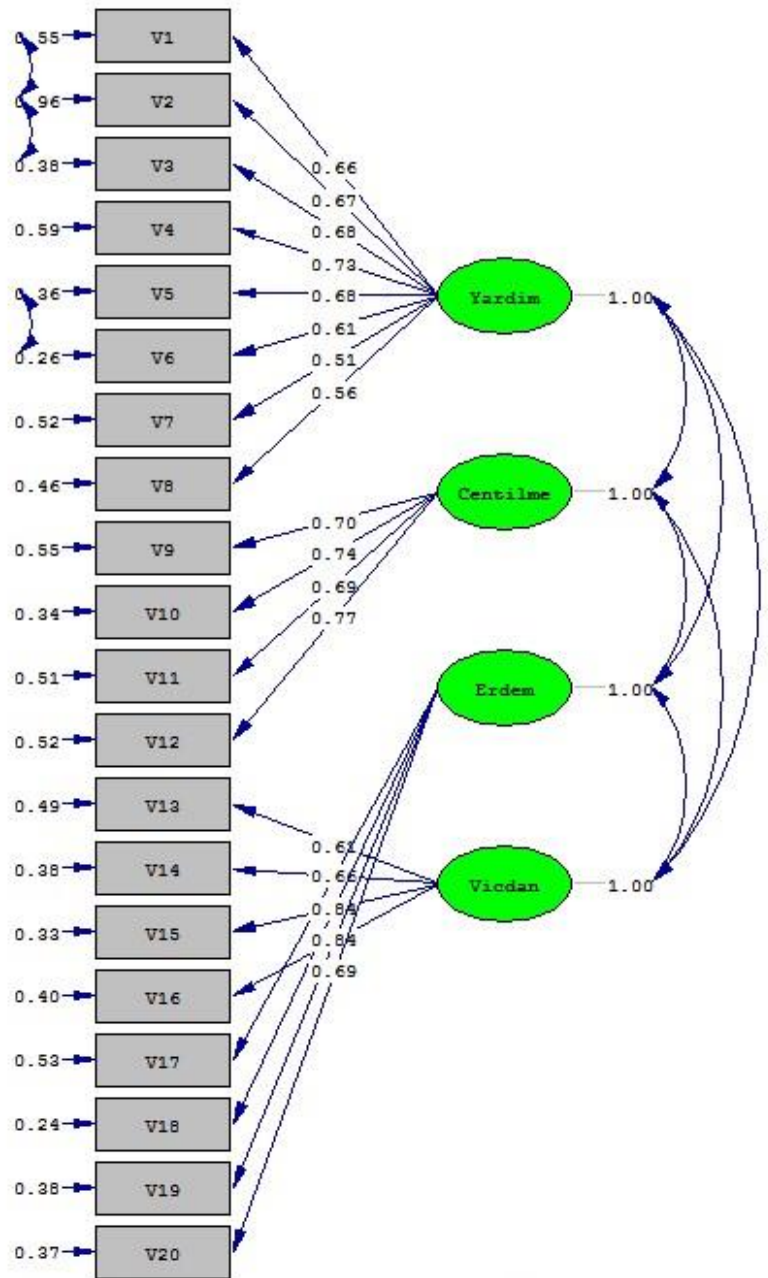 0.55 V1
0.96 V2
0.38 V3
0.59 V4
0.36 V5
0.26 V6
0.52 V7
0.46 V8
0.55 V9
0.34 V10
0.51 V11
0.52 V12
0.49 V13
0.38 V14
0.33 V15
0.40 V16
0.53 V17
0.24 V18
0.38 V19
0.37 V20
0.66
0.67
0.68
0.73
0.68
0.61
0.51
0.56
0.70
0.74
0.69
0.77
0.61
0.66
0.84
0.84
0.69
Yardim 1.00
Centilme 1.00
Erdem 1.00
Vicdan 1.00